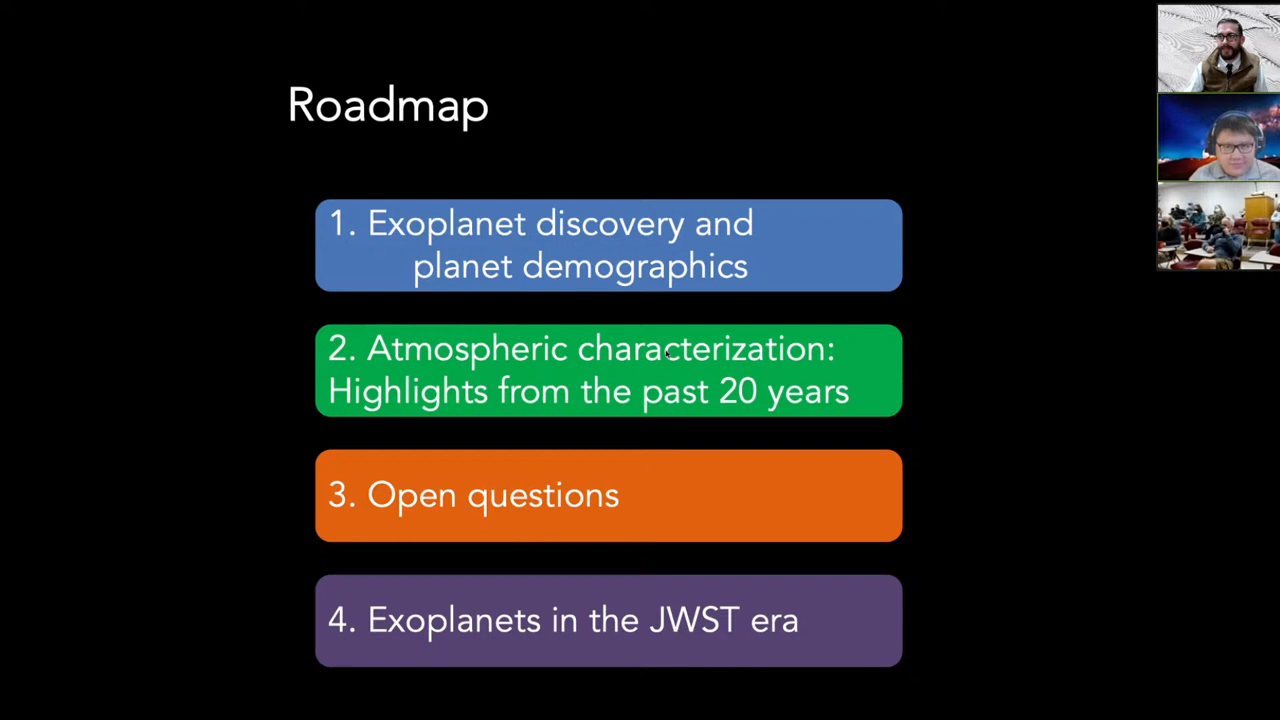 Roadmap
1. Exoplanet discovery and
planet demographics
2. Atmospheric characterization:
Highlights from the past 20 years
3. Open questions
4. Exoplanets in the JWST era